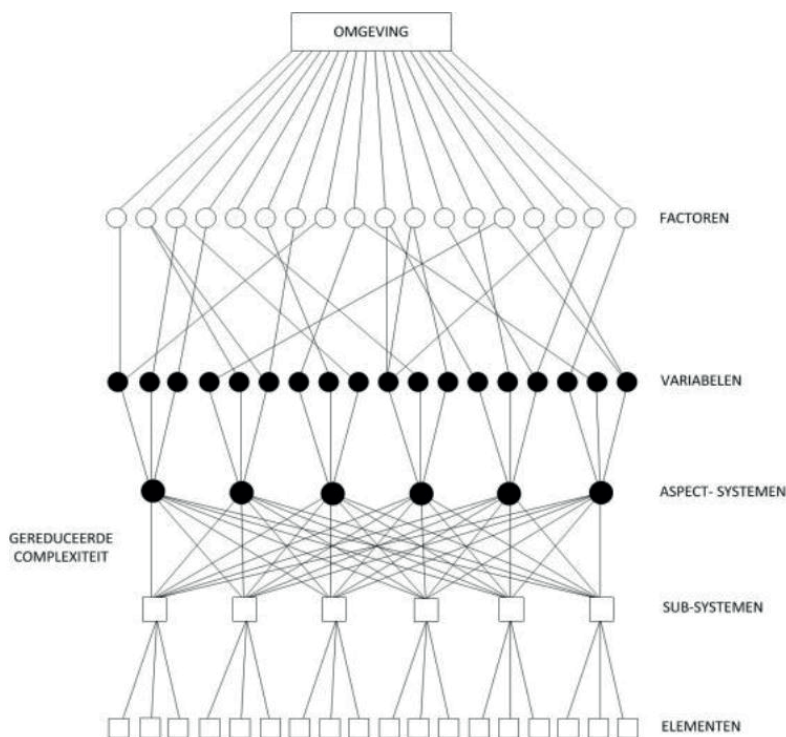 OMGEVING
FACTOREN
VARIABELEN
ASPECT- SYSTEMEN
GEREDUCEERDE
COMPLEXITEIT
SUB-SYSTEMEN
ELEMENTEN